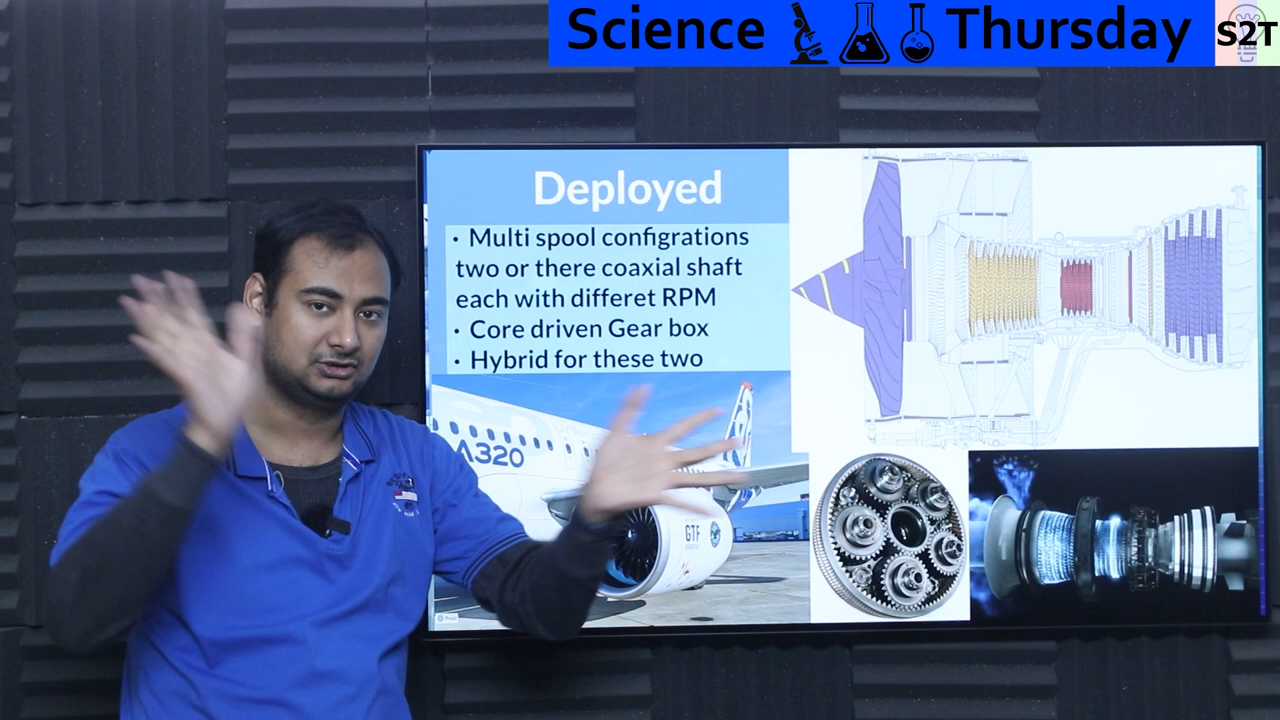 Science Thursday
S2T
Deployed
· Multi spool configrations
two or there coaxial shaft
each with differet RPM
· Core driven Gear box
· Hybrid for these two
A320
GTF